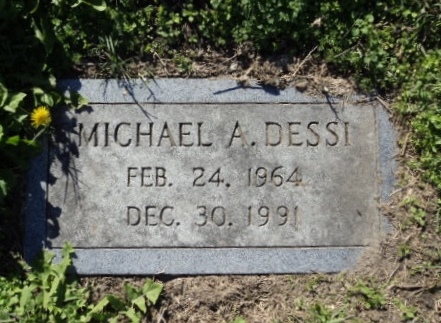 MICHAEL A. DESSI
FEB. 24. 1964
DEC. 30. 1991